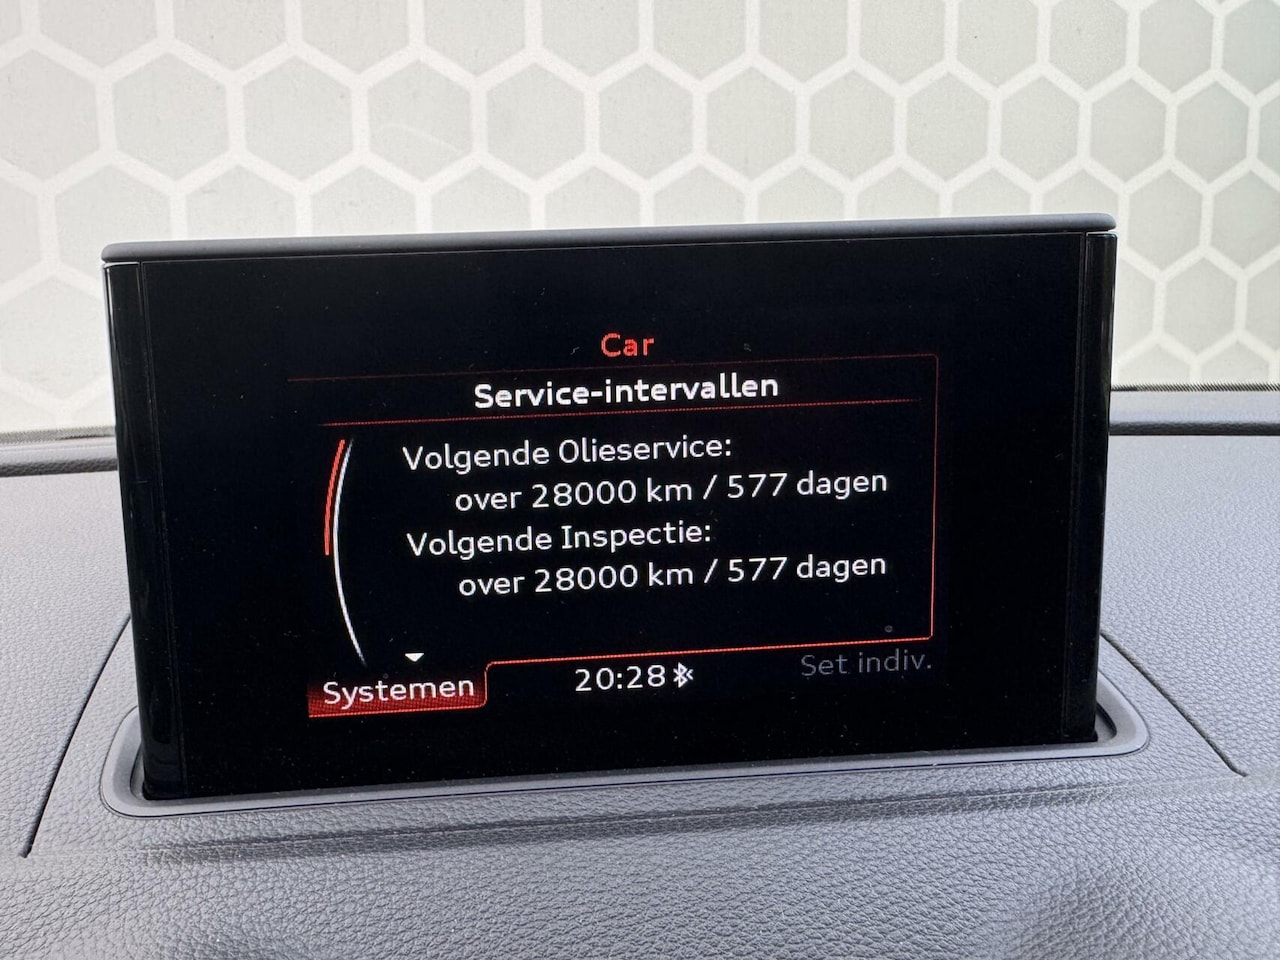 Car
Service-intervallen
Volgende Olieservice:
over 28000 km / 577 dagen
Volgende Inspectie:
over 28000 km / 577 dagen
Systemen
20:28
Set indiv.